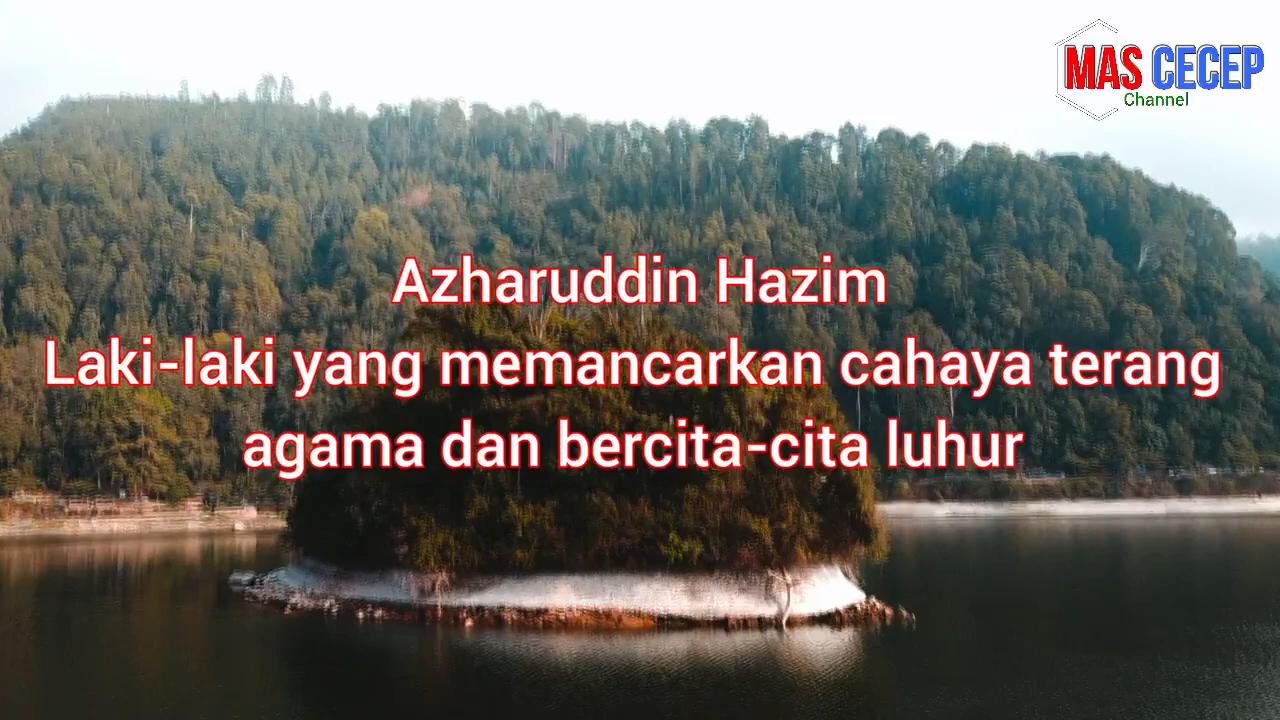 MAS CECEP
Channel
Azharuddin Hazim
Laki-laki yang memancarkan cahaya terang
agama dan bercita-cita luhur